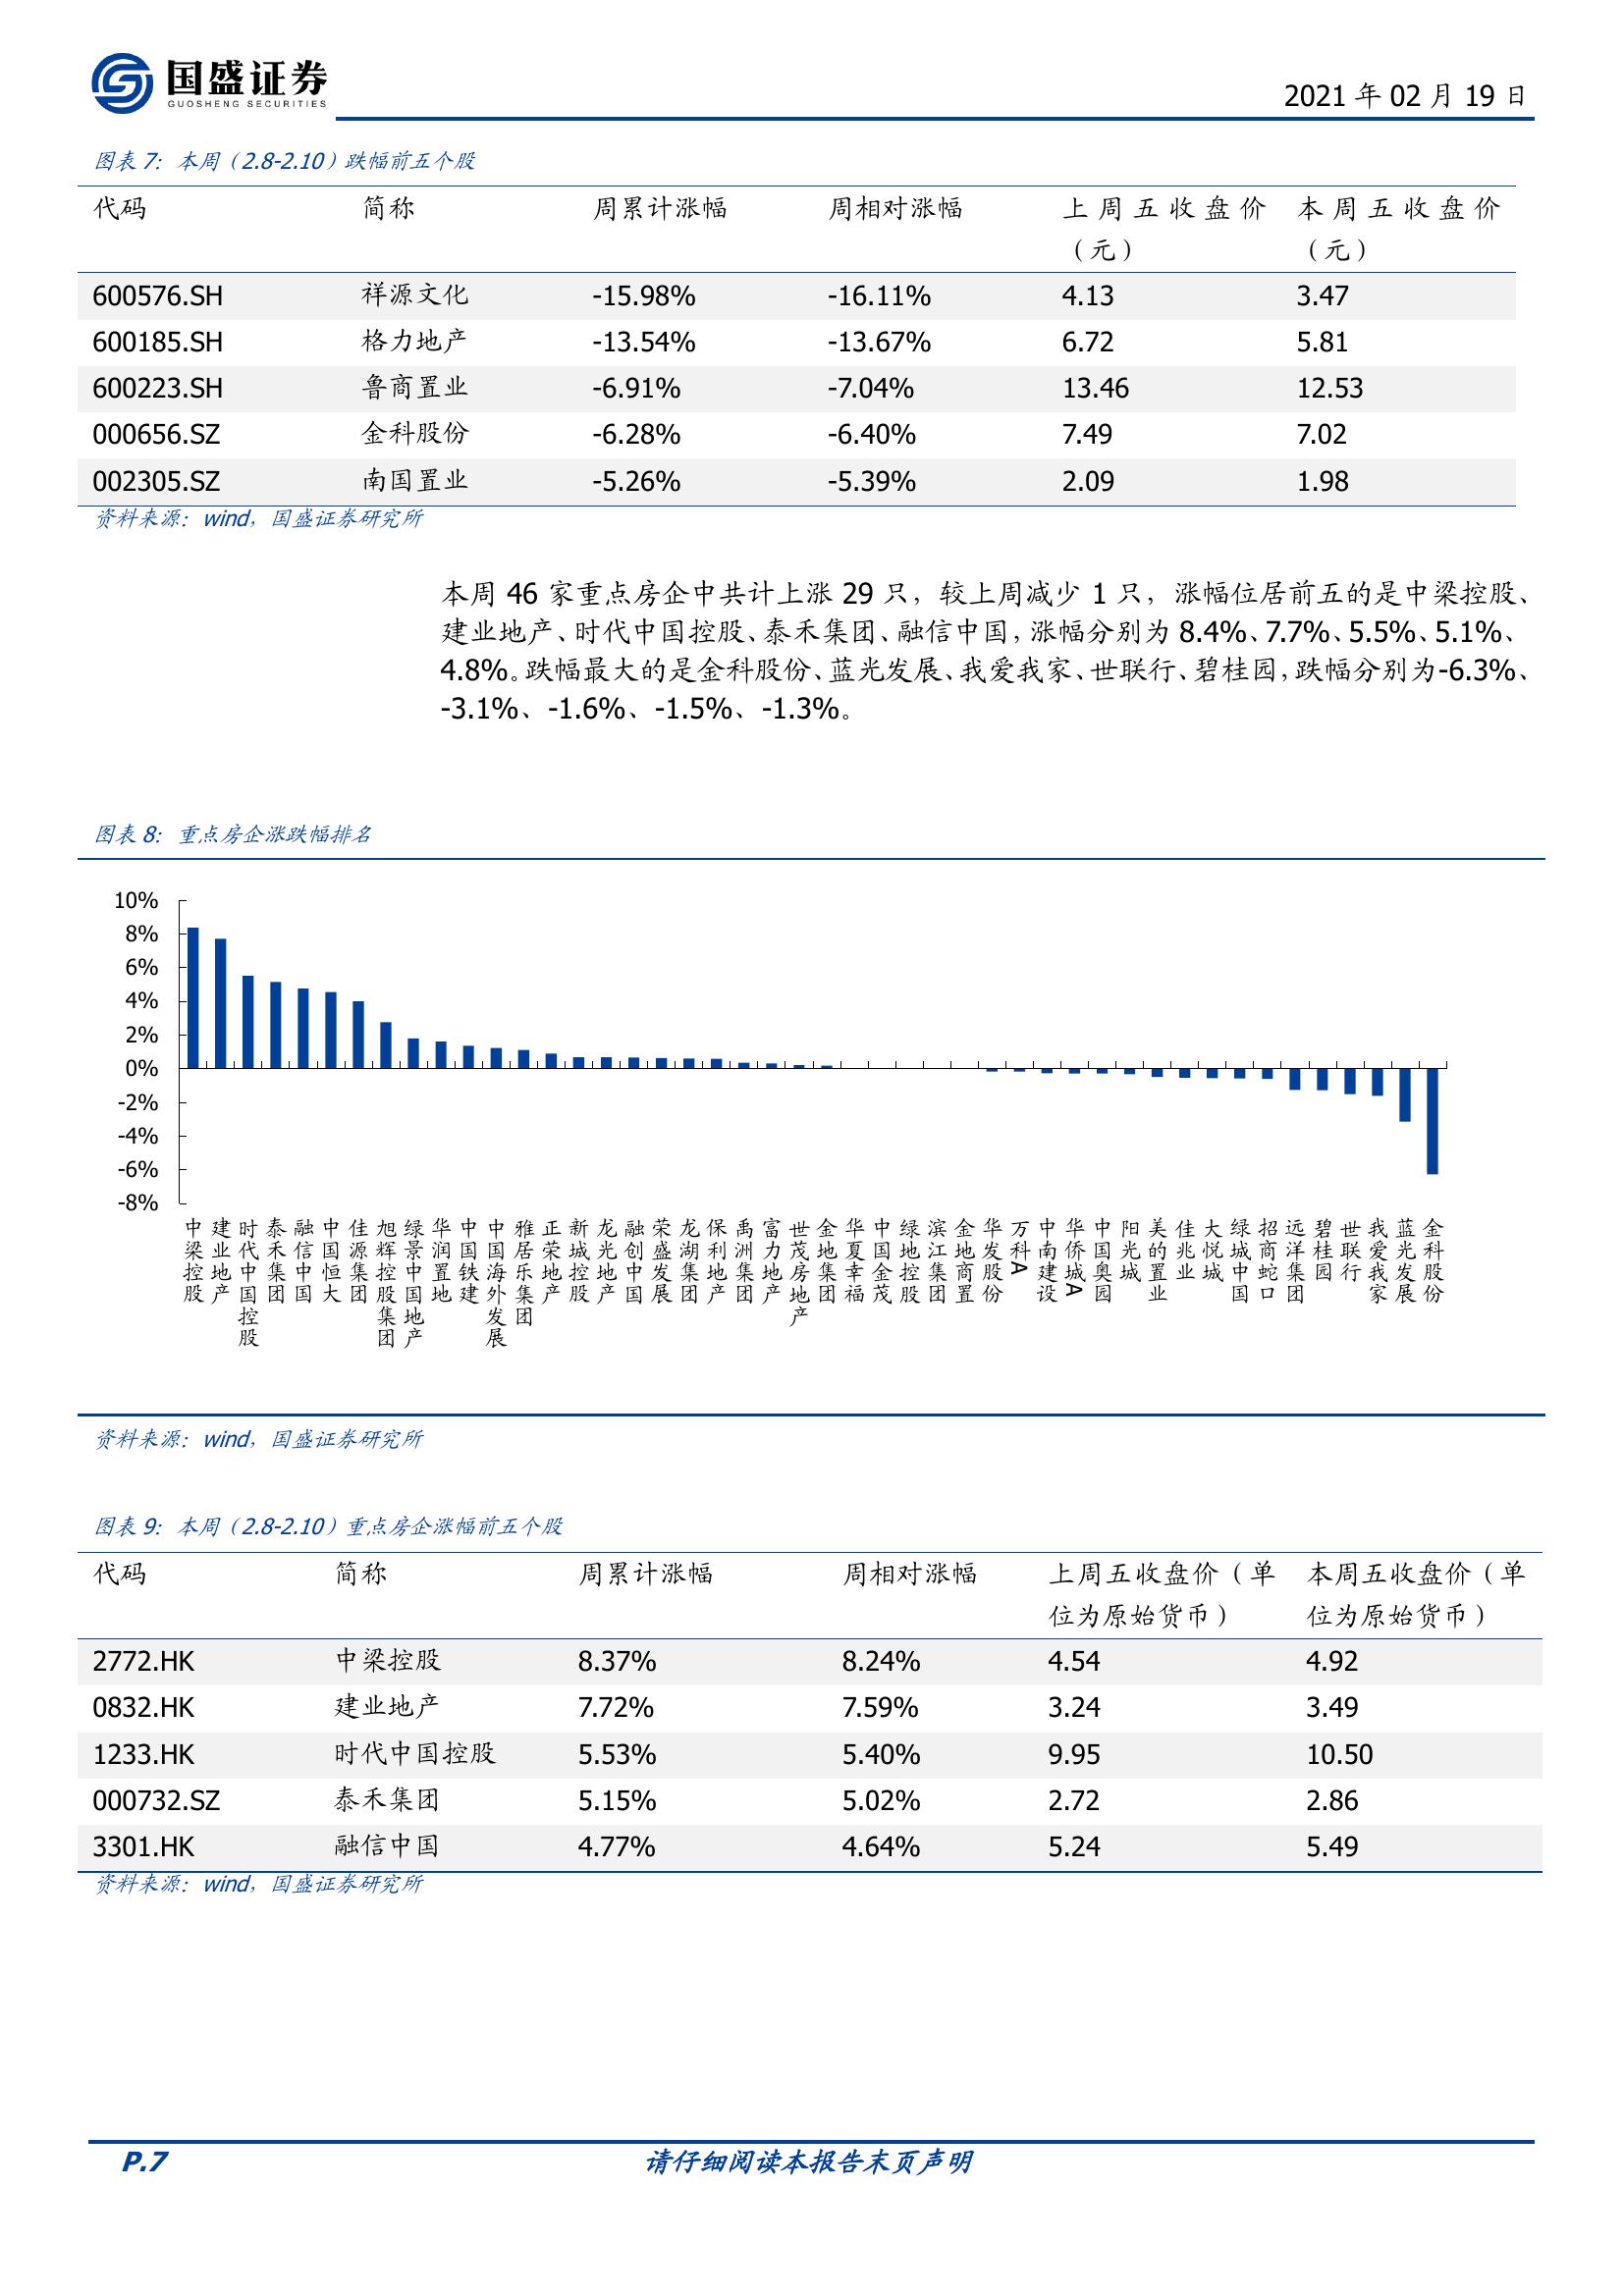 国盛证券
GUOSHENG SECURITIES
2021 年 02 月 19 日
图表 7：本周（2.8-2.10）跌幅前五个股
代码 简称 周累计涨幅 周相对涨幅 上周五收盘价（元） 本周五收盘价（元）
600576.SH 祥源文化 -15.98% -16.11% 4.13 3.47
600185.SH 格力地产 -13.54% -13.67% 6.72 5.81
600223.SH 鲁商置业 -6.91% -7.04% 13.46 12.53
000656.SZ 金科股份 -6.28% -6.40% 7.49 7.02
002305.SZ 南国置业 -5.26% -5.39% 2.09 1.98
资料来源：wind，国盛证券研究所
本周 46 家重点房企中共计上涨 29 只，较上周减少 1 只，涨幅位居前五的是中梁控股、
建业地产、时代中国控股、泰禾集团、融信中国，涨幅分别为 8.4%、7.7%、5.5%、5.1%、
4.8%。跌幅最大的是金科股份、蓝光发展、我爱我家、世联行、碧桂园，跌幅分别为-6.3%、
-3.1%、-1.6%、-1.5%、-1.3%。
图表 8：重点房企涨跌幅排名
10%
8%
6%
4%
2%
0%
-2%
-4%
-6%
-8%
中梁控股
建业地产
时代中国控股
泰禾集团
融信中国
中国恒大
佳源集团
旭辉控股集团
绿景中国地产
华润置地
中国铁建
中国海外发展
雅居乐集团
正荣地产
新城控股
龙光地产
融创中国
荣盛发展
龙湖集团
保利地产
禹洲集团
富力地产
世茂房地产
金地集团
华夏幸福
中国金茂
绿地控股
滨江集团
金地商置
华发股份
万科A
中南建设
华侨城A
中国奥园
阳光城
美的置业
佳兆业
大悦城
绿城中国
招商蛇口
远洋集团
碧桂园
世联行
我爱我家
蓝光发展
金科股份
资料来源：wind，国盛证券研究所
图表 9：本周（2.8-2.10）重点房企涨幅前五个股
代码 简称 周累计涨幅 周相对涨幅 上周五收盘价（单位为原始货币） 本周五收盘价（单位为原始货币）
2772.HK 中梁控股 8.37% 8.24% 4.54 4.92
0832.HK 建业地产 7.72% 7.59% 3.24 3.49
1233.HK 时代中国控股 5.53% 5.40% 9.95 10.50
000732.SZ 泰禾集团 5.15% 5.02% 2.72 2.86
3301.HK 融信中国 4.77% 4.64% 5.24 5.49
资料来源：wind，国盛证券研究所
P.7 请仔细阅读本报告末页声明